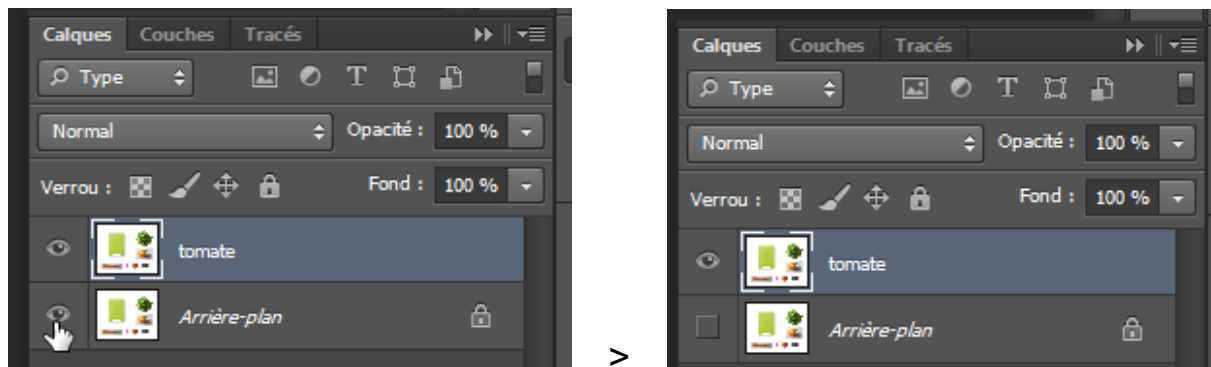 Calques Couches Tracés
Type
Normal Opacité : 100 %
Verrou : Fond : 100 %
tomate
Arrière-plan
>
Calques Couches Tracés
Type
Normal Opacité : 100 %
Verrou : Fond : 100 %
tomate
Arrière-plan